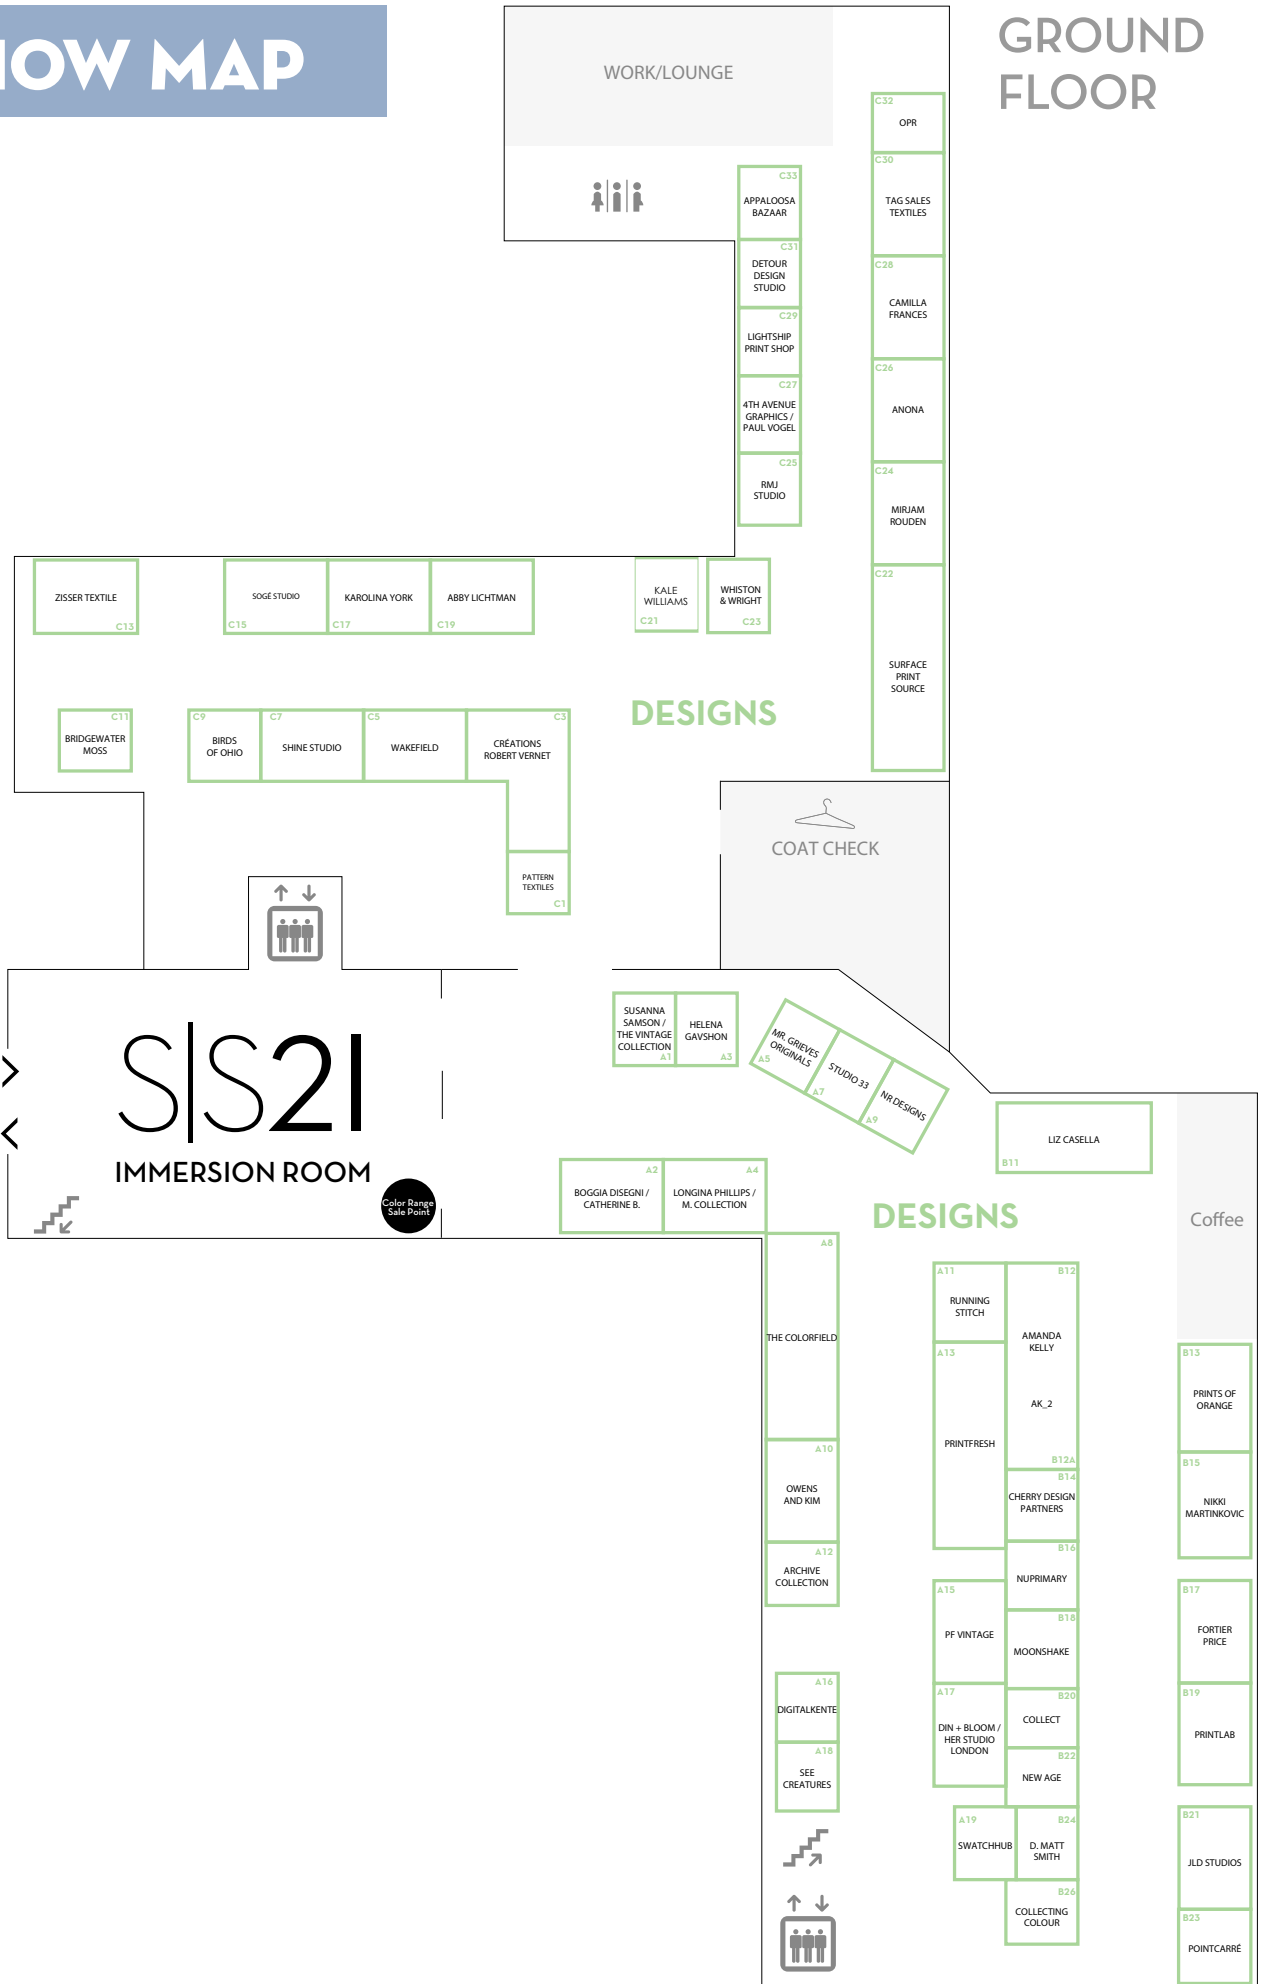 HOW MAP
GROUND
FLOOR
WORK/LOUNGE
C32
OPR
C30
TAG SALES
TEXTILES
C28
CAMILLA
FRANCES
C26
ANONA
C24
MIRJAM
ROUDEN
C22
SURFACE
PRINT
SOURCE
C33
APPALOOSA
BAZAAR
C31
DETOUR
DESIGN
STUDIO
C29
LIGHTSHIP
PRINT SHOP
C27
4TH AVENUE
GRAPHICS /
PAUL VOGEL
C25
RMJ
STUDIO
ZISSER TEXTILE
C13
SOGÉ STUDIO
C15
KAROLINA YORK
C17
ABBY LICHTMAN
C19
KALE
WILLIAMS
C21
WHISTON
& WRIGHT
C23
DESIGNS
C11
BRIDGEWATER
MOSS
C9
BIRDS
OF OHIO
C7
SHINE STUDIO
C5
WAKEFIELD
C3
CRÉATIONS
ROBERT VERNET
PATTERN
TEXTILES
C1
COAT CHECK
S|S21
IMMERSION ROOM
Color Range
Sale Point
SUSANNA
SAMSON /
THE VINTAGE
COLLECTION
A1
HELENA
GAVSHON
A3
MR. GRIEVES
ORIGINALS
A5
STUDIO 33
A7
NR DESIGNS
A9
LIZ CASELLA
B11
Coffee
A2
BOGGIA DISEGNI /
CATHERINE B.
A4
LONGINA PHILLIPS /
M. COLLECTION
DESIGNS
A8
THE COLORFIELD
A10
OWENS
AND KIM
A12
ARCHIVE
COLLECTION
A16
DIGITALKENTE
A18
SEE
CREATURES
A11
RUNNING
STITCH
A13
PRINTFRESH
A15
PF VINTAGE
A17
DIN + BLOOM /
HER STUDIO
LONDON
A19
SWATCHHUB
B12
AMANDA
KELLY
AK_2
B12A
B14
CHERRY DESIGN
PARTNERS
B16
NUPRIMARY
B18
MOONSHAKE
B20
COLLECT
B22
NEW AGE
B24
D. MATT
SMITH
B26
COLLECTING
COLOUR
B13
PRINTS OF
ORANGE
B15
NIKKI
MARTINKOVIC
B17
FORTIER
PRICE
B19
PRINTLAB
B21
JLD STUDIOS
B23
POINTCARRÉ